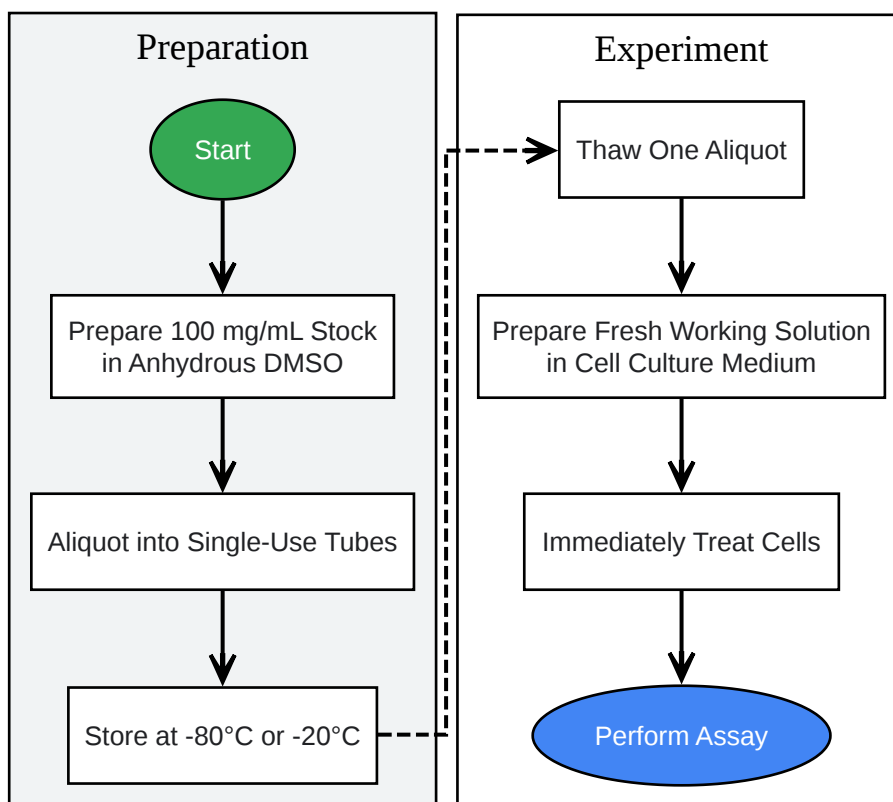 Preparation
Start
Prepare 100 mg/mL Stock
in Anhydrous DMSO
Aliquot into Single-Use Tubes
Store at -80°C or -20°C
Experiment
Thaw One Aliquot
Prepare Fresh Working Solution
in Cell Culture Medium
Immediately Treat Cells
Perform Assay